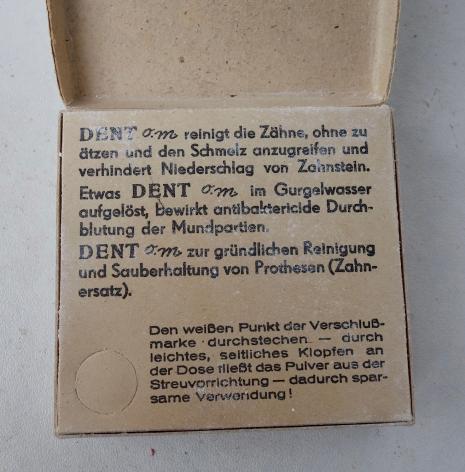 DENT o.m reinigt die Zähne, ohne zu
ätzen und den Schmelz anzugreifen und
verhindert Niederschlag von Zahnstein.
Etwas DENT o.m im Gurgelwasser
aufgelöst, bewirkt antibaktericide Durch-
blutung der Mundpartien.
DENT o.m zur gründlichen Reinigung
und Sauberhaltung von Prothesen (Zahn-
ersatz).
Den weißen Punkt der Verschluß-
marke durchstechen — durch
leichtes, seitliches Klopfen an
der Dose fließt das Pulver aus der
Streuvorrichtung — dadurch spar-
same Verwendung!